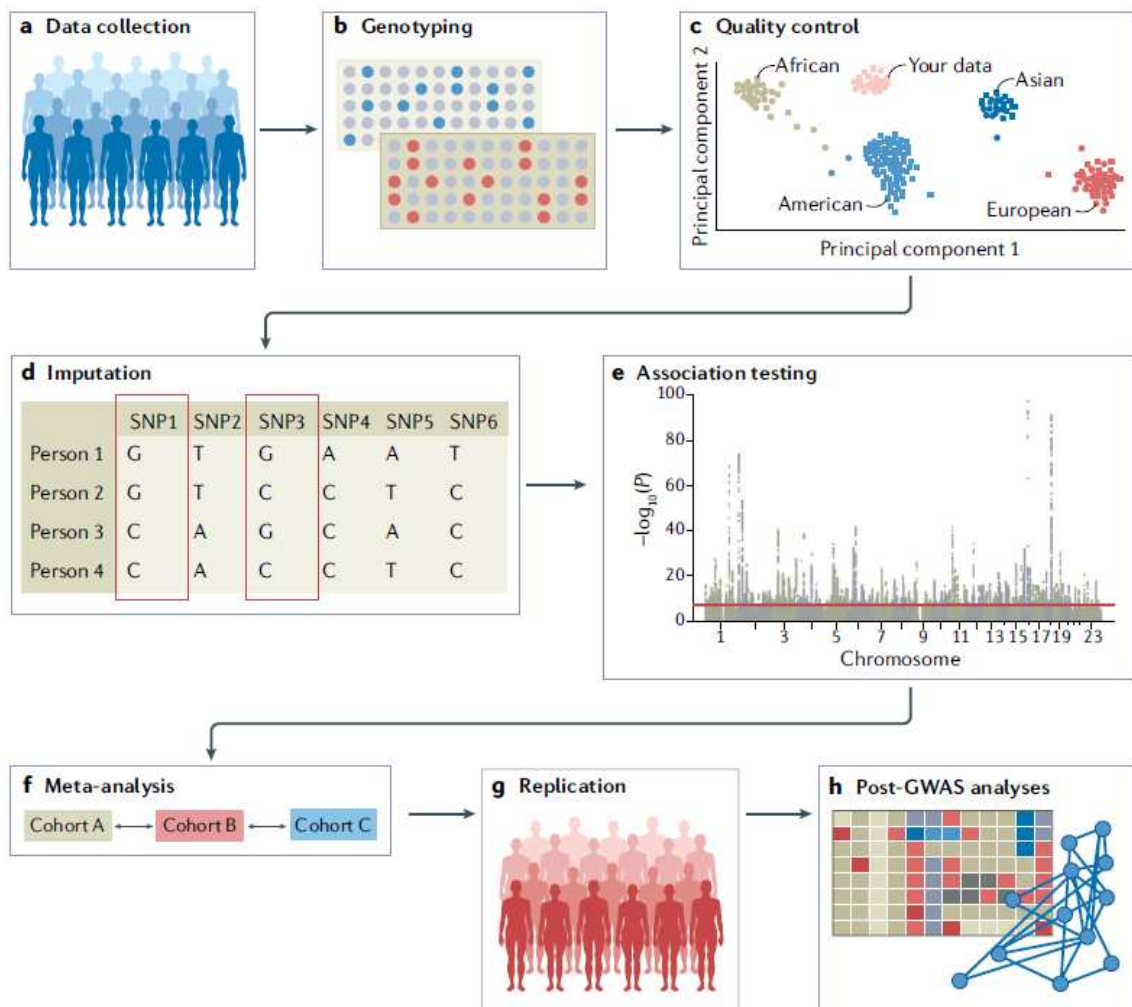 a Data collection
b Genotyping
c Quality control
Principal component 2
African
Your data
Asian
American
European
Principal component 1
d Imputation
SNP1 SNP2 SNP3 SNP4 SNP5 SNP6
Person 1 G T G A A T
Person 2 G T C C T C
Person 3 C A G C A C
Person 4 C A C C T C
e Association testing
–log10(P)
100
80
60
40
20
0
1 3 5 7 9 11 13 15 17 19 23
Chromosome
f Meta-analysis
Cohort A Cohort B Cohort C
g Replication
h Post-GWAS analyses